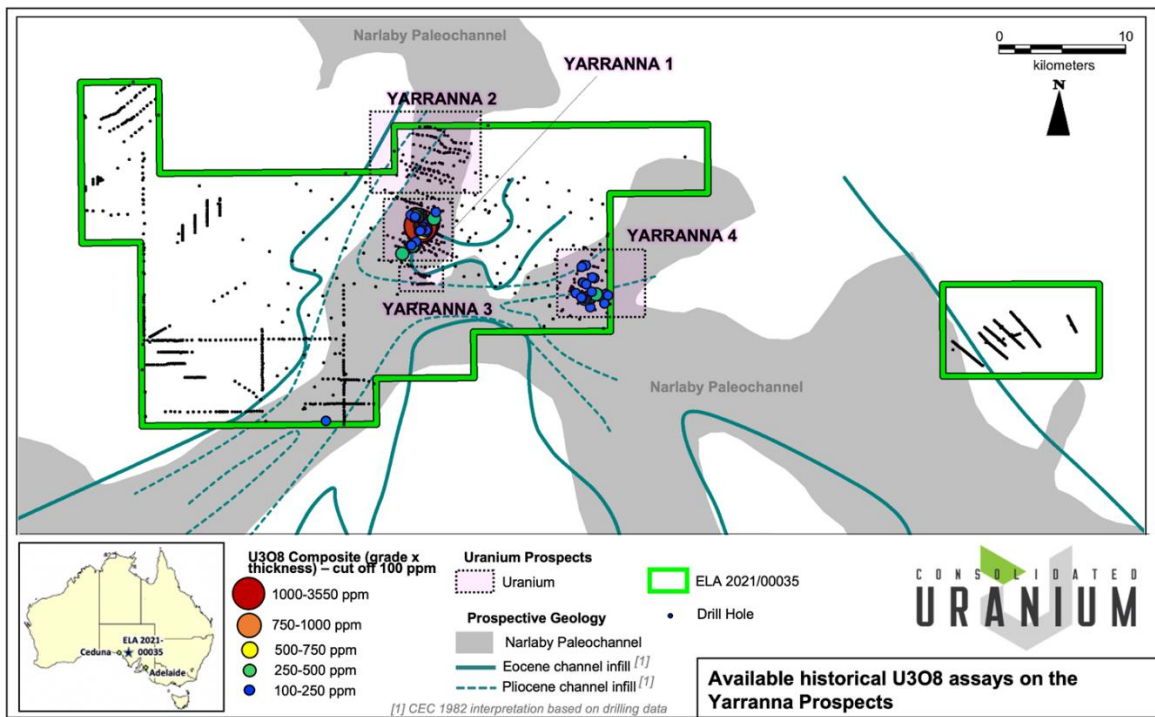 Narlaby Paleochannel
0 10
kilometers
N
YARRANNA 1
YARRANNA 2
YARRANNA 4
YARRANNA 3
Narlaby Paleochannel
ELA 2021-
00035
Ceduna
Adelaide
U3O8 Composite (grade x
thickness) – cut off 100 ppm
1000-3550 ppm
750-1000 ppm
500-750 ppm
250-500 ppm
100-250 ppm
Uranium Prospects
Uranium
Prospective Geology
Narlaby Paleochannel
Eocene channel infill [1]
Pliocene channel infill [1]
[1] CEC 1982 interpretation based on drilling data
ELA 2021/00035
Drill Hole
CONSOLIDATED
URANIUM
Available historical U3O8 assays on the
Yarranna Prospects